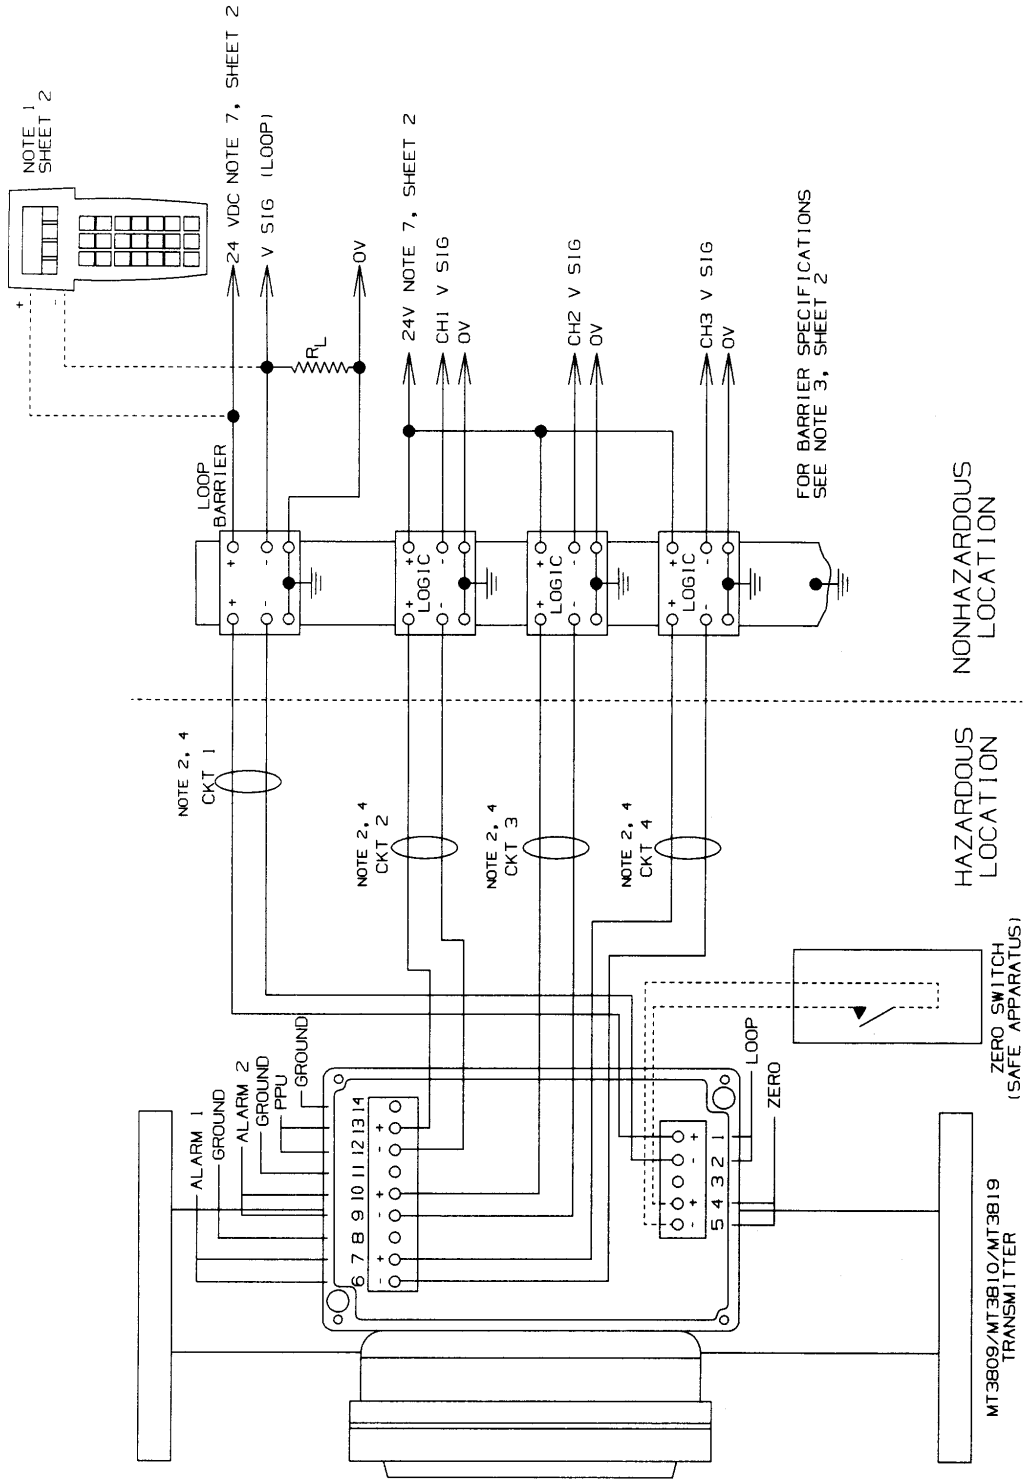 NOTE 1
SHEET 2
+
-
24 VDC NOTE 7, SHEET 2
V SIG (LOOP)
RL
0V
24V NOTE 7, SHEET 2
CH1 V SIG
0V
CH2 V SIG
0V
CH3 V SIG
0V
FOR BARRIER SPECIFICATIONS
SEE NOTE 3, SHEET 2
LOOP
BARRIER
+ +
- -
LOGIC
+ +
- -
LOGIC
+ +
- -
LOGIC
+ +
- -
NONHAZARDOUS
LOCATION
HAZARDOUS
LOCATION
NOTE 2, 4
CKT 1
NOTE 2, 4
CKT 2
NOTE 2, 4
CKT 3
NOTE 2, 4
CKT 4
ZERO SWITCH
(SAFE APPARATUS)
ALARM 1
GROUND
ALARM 2
GROUND
PPU
GROUND
6 7 8 9 10 11 12 13 14
- + - + - +
- + - +
5 4 3 2 1
LOOP
ZERO
MT3809/MT3810/MT3819
TRANSMITTER